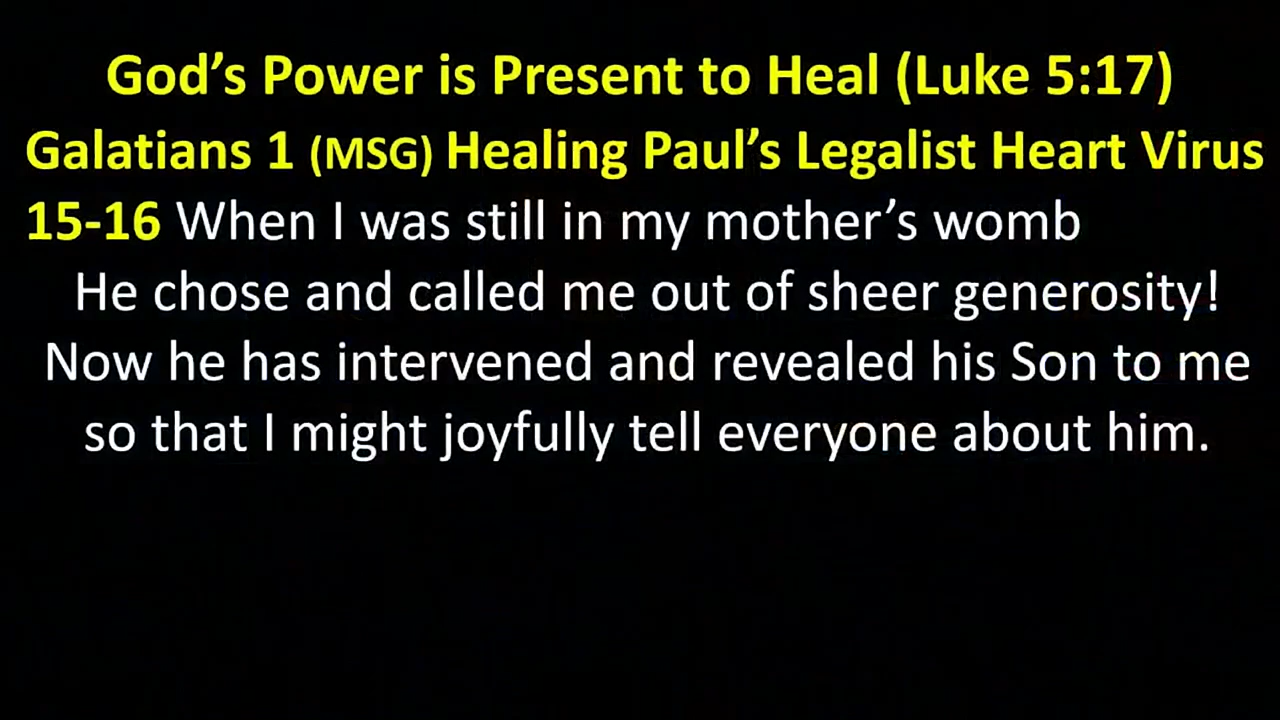 God’s Power is Present to Heal (Luke 5:17)
Galatians 1 (MSG) Healing Paul’s Legalist Heart Virus
15-16 When I was still in my mother’s womb
He chose and called me out of sheer generosity!
Now he has intervened and revealed his Son to me
so that I might joyfully tell everyone about him.